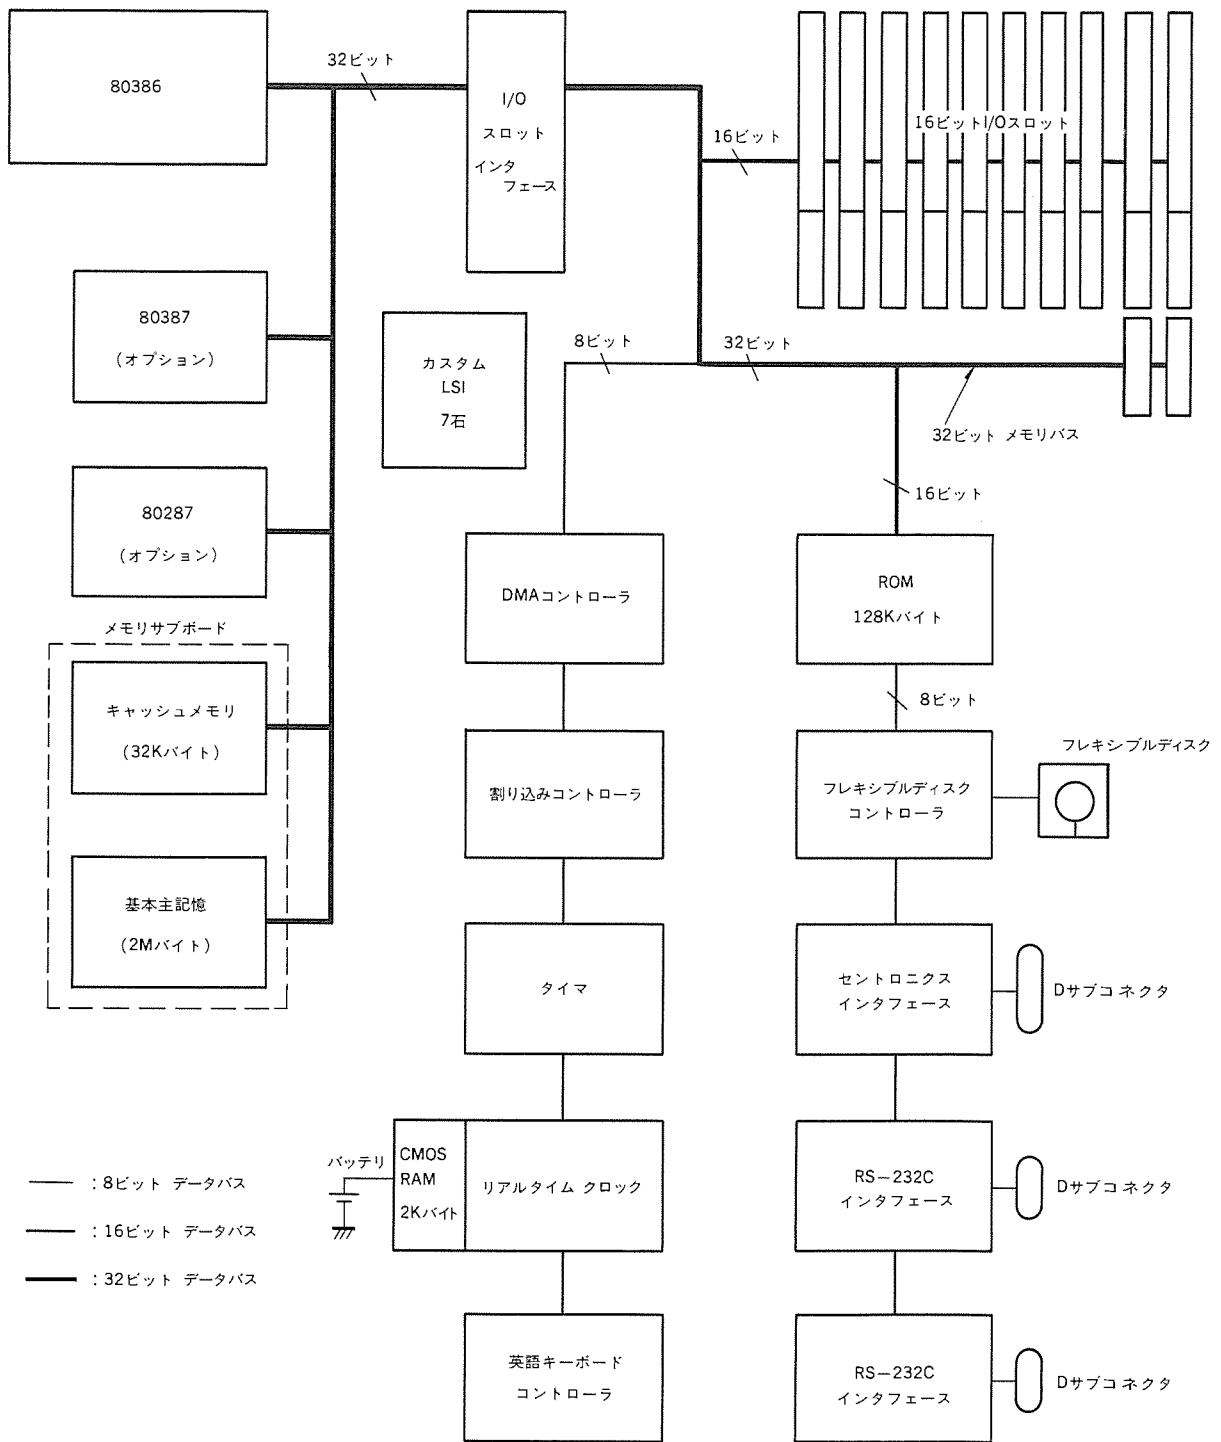 80386
32ビット
I/O
スロット
インタ
フェース
16ビット
16ビットI/Oスロット
80387
(オプション)
カスタム
LSI
7石
8ビット
32ビット
32ビット メモリバス
16ビット
80287
(オプション)
DMAコントローラ
ROM
128Kバイト
メモリサブボード
キャッシュメモリ
(32Kバイト)
8ビット
割り込みコントローラ
フレキシブルディスク
コントローラ
フレキシブルディスク
基本主記憶
(2Mバイト)
タイマ
セントロニクス
インタフェース
Dサブコネクタ
バッテリ
CMOS
RAM
2Kバイト
リアルタイム クロック
RS-232C
インタフェース
Dサブコネクタ
:8ビット データバス
:16ビット データバス
:32ビット データバス
英語キーボード
コントローラ
RS-232C
インタフェース
Dサブコネクタ